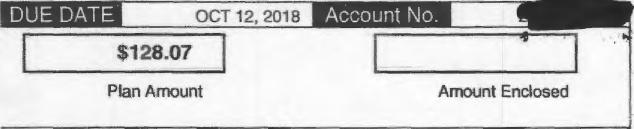 DUE DATE OCT 12, 2018 Account No.
$128.07
Plan Amount Amount Enclosed